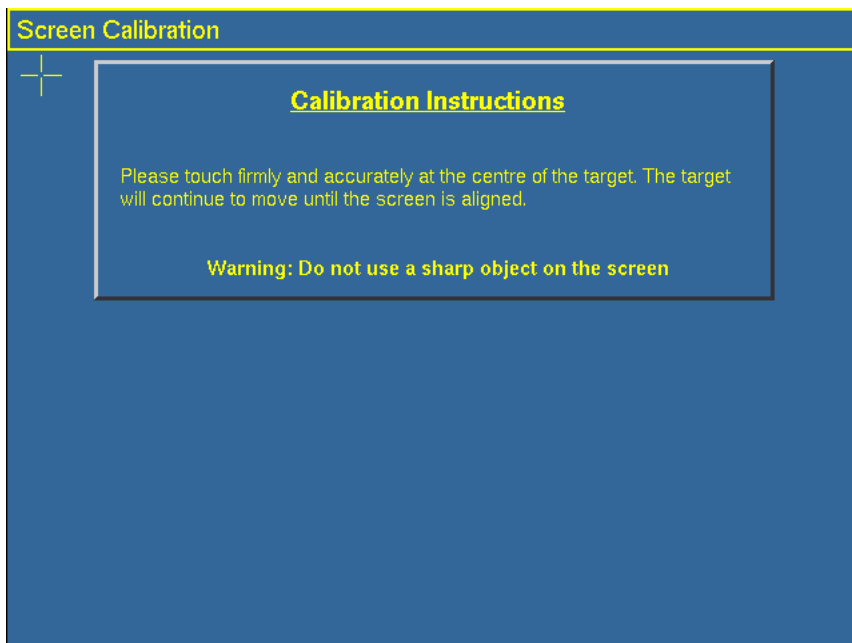 Screen Calibration
Calibration Instructions
Please touch firmly and accurately at the centre of the target. The target
will continue to move until the screen is aligned.
Warning: Do not use a sharp object on the screen